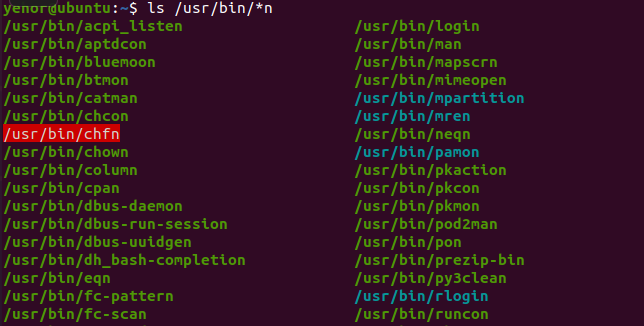 yenor@ubuntu:~$ ls /usr/bin/*n
/usr/bin/acpi_listen /usr/bin/login
/usr/bin/aptdcon /usr/bin/man
/usr/bin/bluemoon /usr/bin/mapscrn
/usr/bin/btmon /usr/bin/mimeopen
/usr/bin/catman /usr/bin/mpartition
/usr/bin/chcon /usr/bin/mren
/usr/bin/chfn /usr/bin/neqn
/usr/bin/chown /usr/bin/pamon
/usr/bin/column /usr/bin/pkaction
/usr/bin/cpan /usr/bin/pkcon
/usr/bin/dbus-daemon /usr/bin/pkmon
/usr/bin/dbus-run-session /usr/bin/pod2man
/usr/bin/dbus-uuidgen /usr/bin/pon
/usr/bin/dh_bash-completion /usr/bin/prezip-bin
/usr/bin/eqn /usr/bin/py3clean
/usr/bin/fc-pattern /usr/bin/rlogin
/usr/bin/fc-scan /usr/bin/runcon